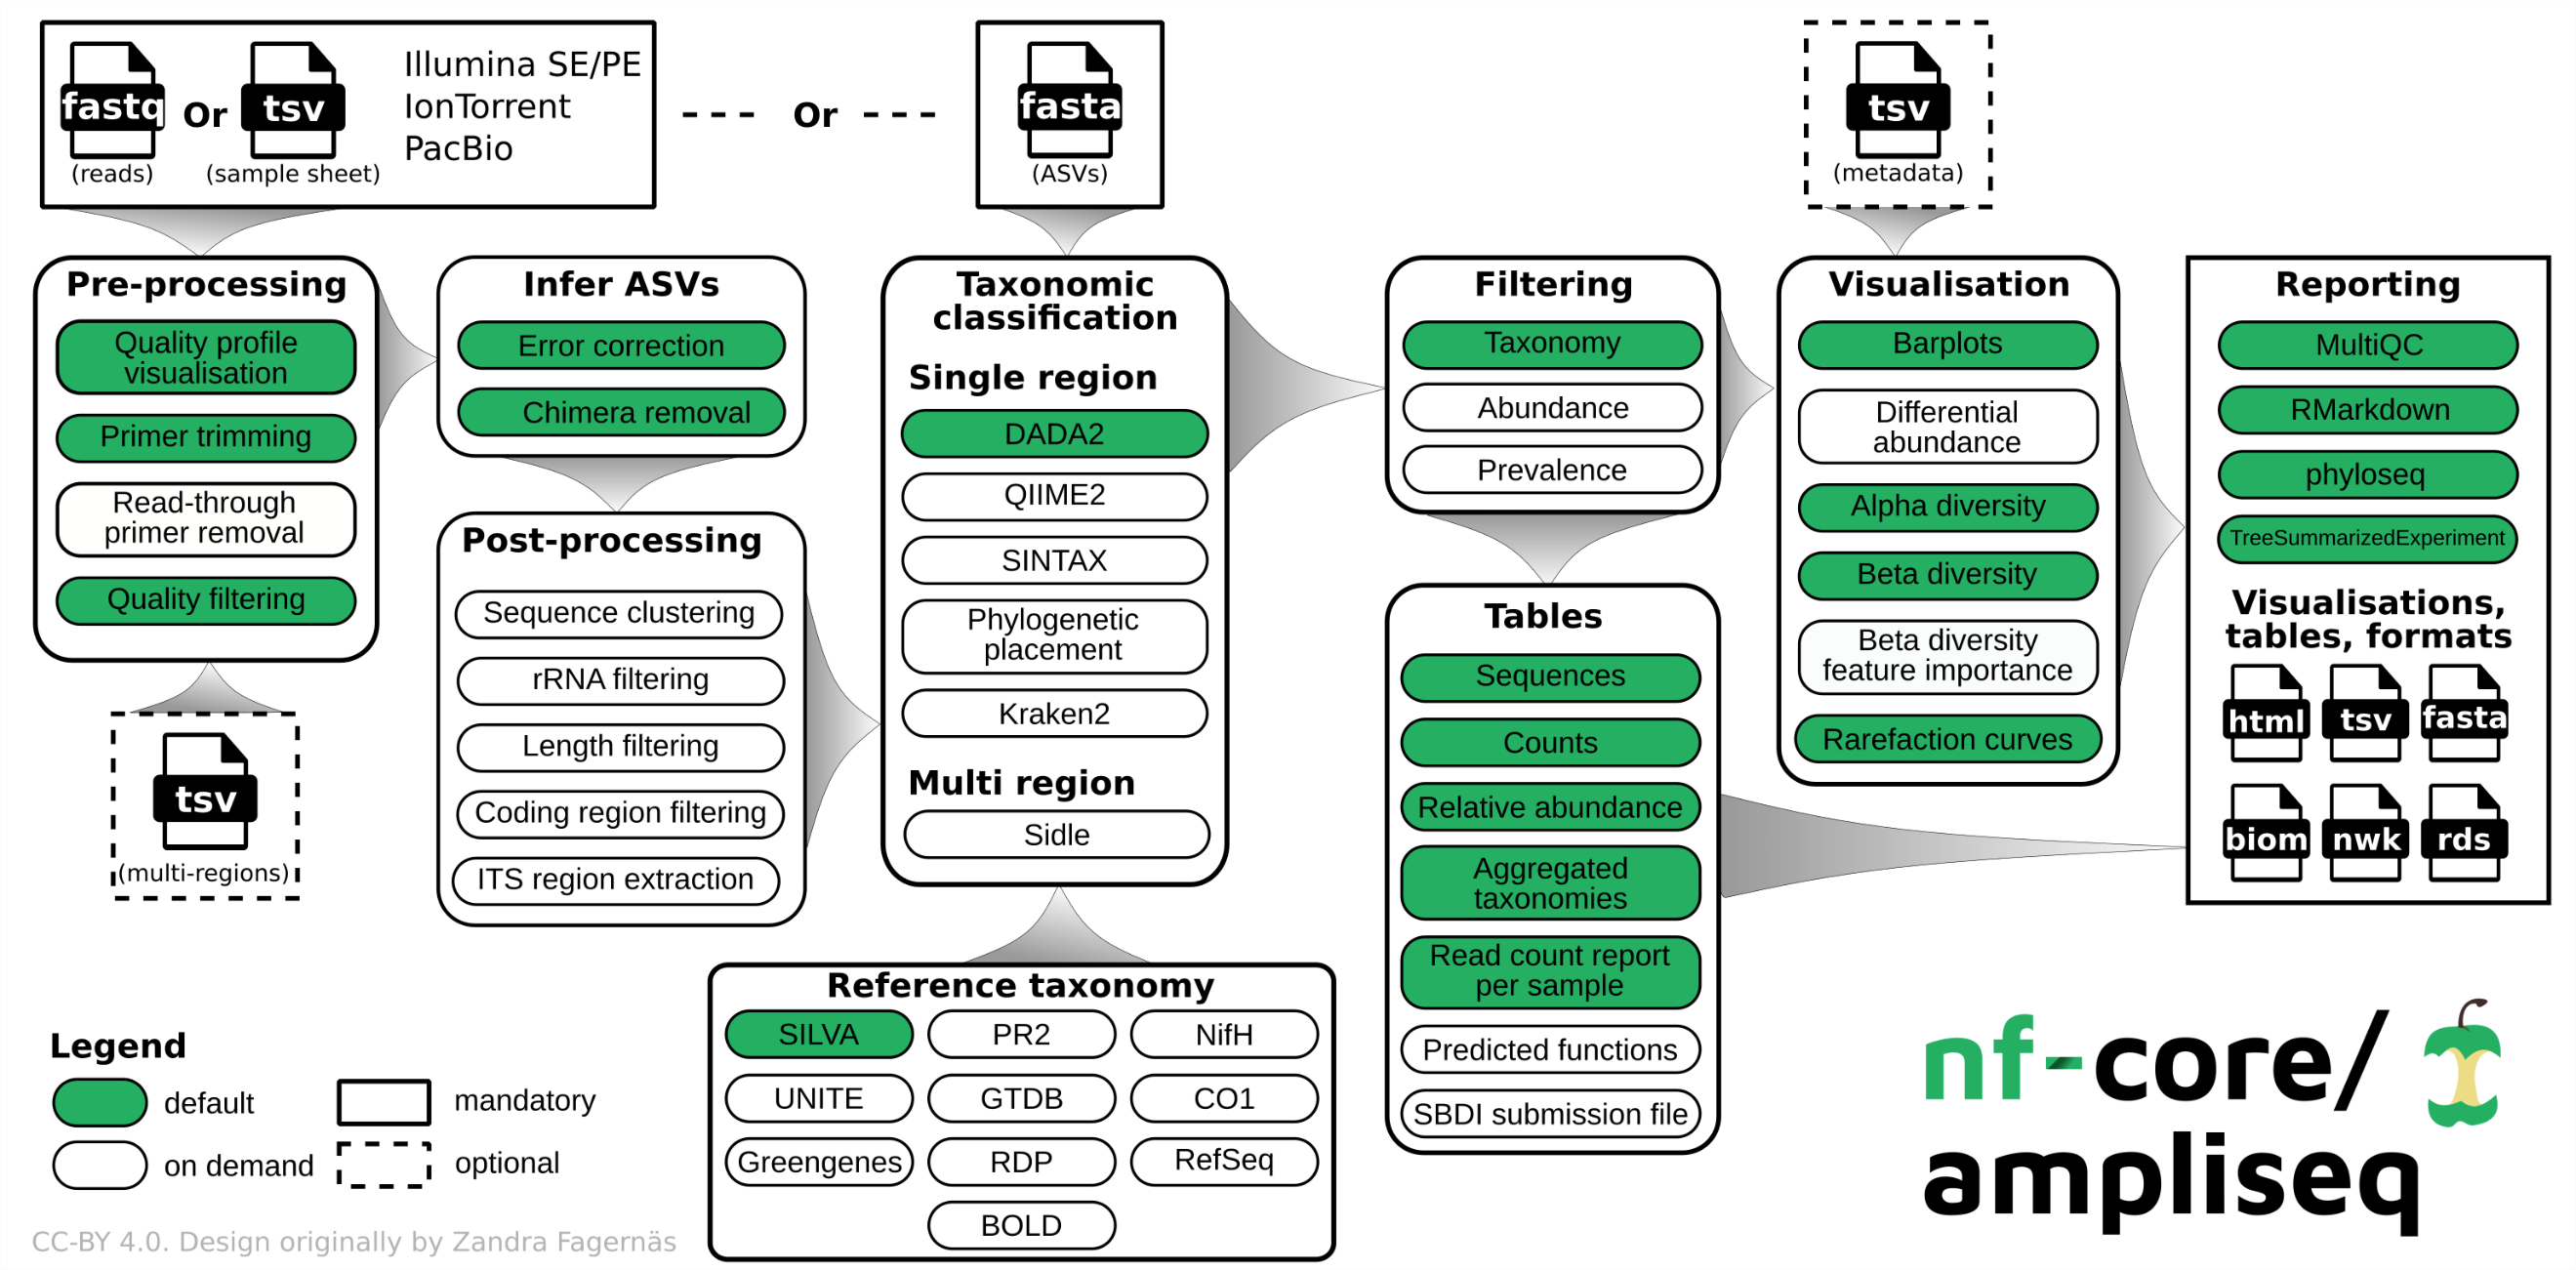 fastq
Or
tsv
(reads)
(sample sheet)
Illumina SE/PE
IonTorrent
PacBio
Or
fasta
(ASVs)
tsv
(metadata)
Pre-processing
Quality profile
visualisation
Primer trimming
Read-through
primer removal
Quality filtering
tsv
(multi-regions)
Infer ASVs
Error correction
Chimera removal
Post-processing
Sequence clustering
rRNA filtering
Length filtering
Coding region filtering
ITS region extraction
Taxonomic
classification
Single region
DADA2
QIIME2
SINTAX
Phylogenetic
placement
Kraken2
Multi region
Sidle
Reference taxonomy
SILVA
PR2
NifH
UNITE
GTDB
CO1
Greengenes
RDP
RefSeq
BOLD
Filtering
Taxonomy
Abundance
Prevalence
Tables
Sequences
Counts
Relative abundance
Aggregated
taxonomies
Read count report
per sample
Predicted functions
SBDI submission file
Visualisation
Barplots
Differential
abundance
Alpha diversity
Beta diversity
Beta diversity
feature importance
Rarefaction curves
Reporting
MultiQC
RMarkdown
phyloseq
TreeSummarizedExperiment
Visualisations,
tables, formats
html
tsv
fasta
biom
nwk
rds
Legend
default
mandatory
on demand
optional
CC-BY 4.0. Design originally by Zandra Fagernäs
nf-core/
ampliseq